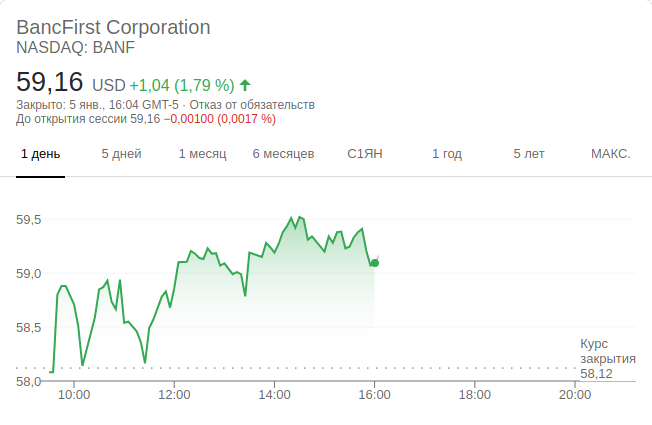 BancFirst Corporation
NASDAQ: BANF
59,16 USD +1,04 (1,79 %)
Закрыто: 5 янв., 16:04 GMT-5 · Отказ от обязательств
До открытия сессии 59,16 −0,00100 (0,0017 %)
1 день 5 дней 1 месяц 6 месяцев С1ЯН 1 год 5 лет МАКС.
59,5
59,0
58,5
Курс
закрытия
58,12
58,0
10:00 12:00 14:00 16:00 18:00 20:00